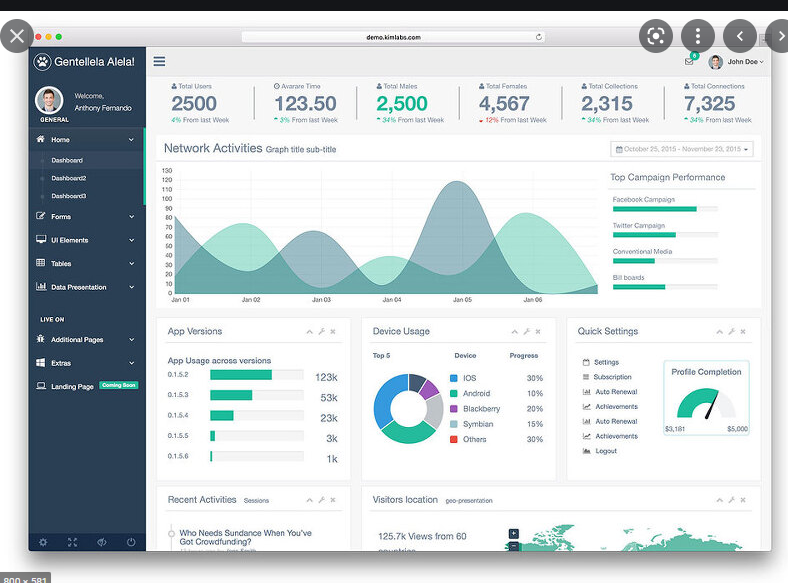 demo.kimlabs.com
Gentellela Alela!
6
John Doe
Welcome,
Anthony Fernando
GENERAL
Home
Dashboard
Dashboard2
Dashboard3
Forms
UI Elements
Tables
Data Presentation
LIVE ON
Additional Pages
Extras
Landing Page
Coming Soon
Total Users
2500
4% From last Week
Avarare Time
123.50
3% From last Week
Total Males
2,500
34% From last Week
Total Females
4,567
12% From last Week
Total Collections
2,315
34% From last Week
Total Connections
7,325
34% From last Week
Network Activities Graph title sub-title
October 25, 2015 - November 23, 2015
130
120
110
100
90
80
70
60
50
40
30
20
10
0
Jan 01
Jan 02
Jan 03
Jan 04
Jan 05
Jan 06
Top Campaign Performance
Facebook Campaign
Twitter Campaign
Conventional Media
Bill boards
App Versions
App Usage across versions
0.1.5.2 123k
0.1.5.3 53k
0.1.5.4 23k
0.1.5.5 3k
0.1.5.6 1k
Device Usage
Top 5 Device Progress
IOS 30%
Android 10%
Blackberry 20%
Symbian 15%
Others 30%
Quick Settings
Settings
Subscription
Auto Renewal
Achievements
Auto Renewal
Achievements
Logout
Profile Completion
$3,181 $5,000
Recent Activities Sessions
Who Needs Sundance When You've
Got Crowdfunding?
Visitors location geo-presentation
125.7k Views from 60
countries
800 × 581